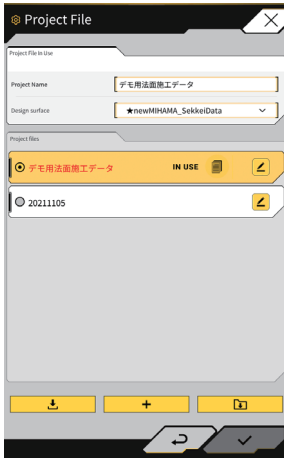 Project File
Project File In Use
Project Name
デモ用法面施工データ
Design surface
★newMIHAMA_SekkeiData
Project files
デモ用法面施工データ
IN USE
20211105